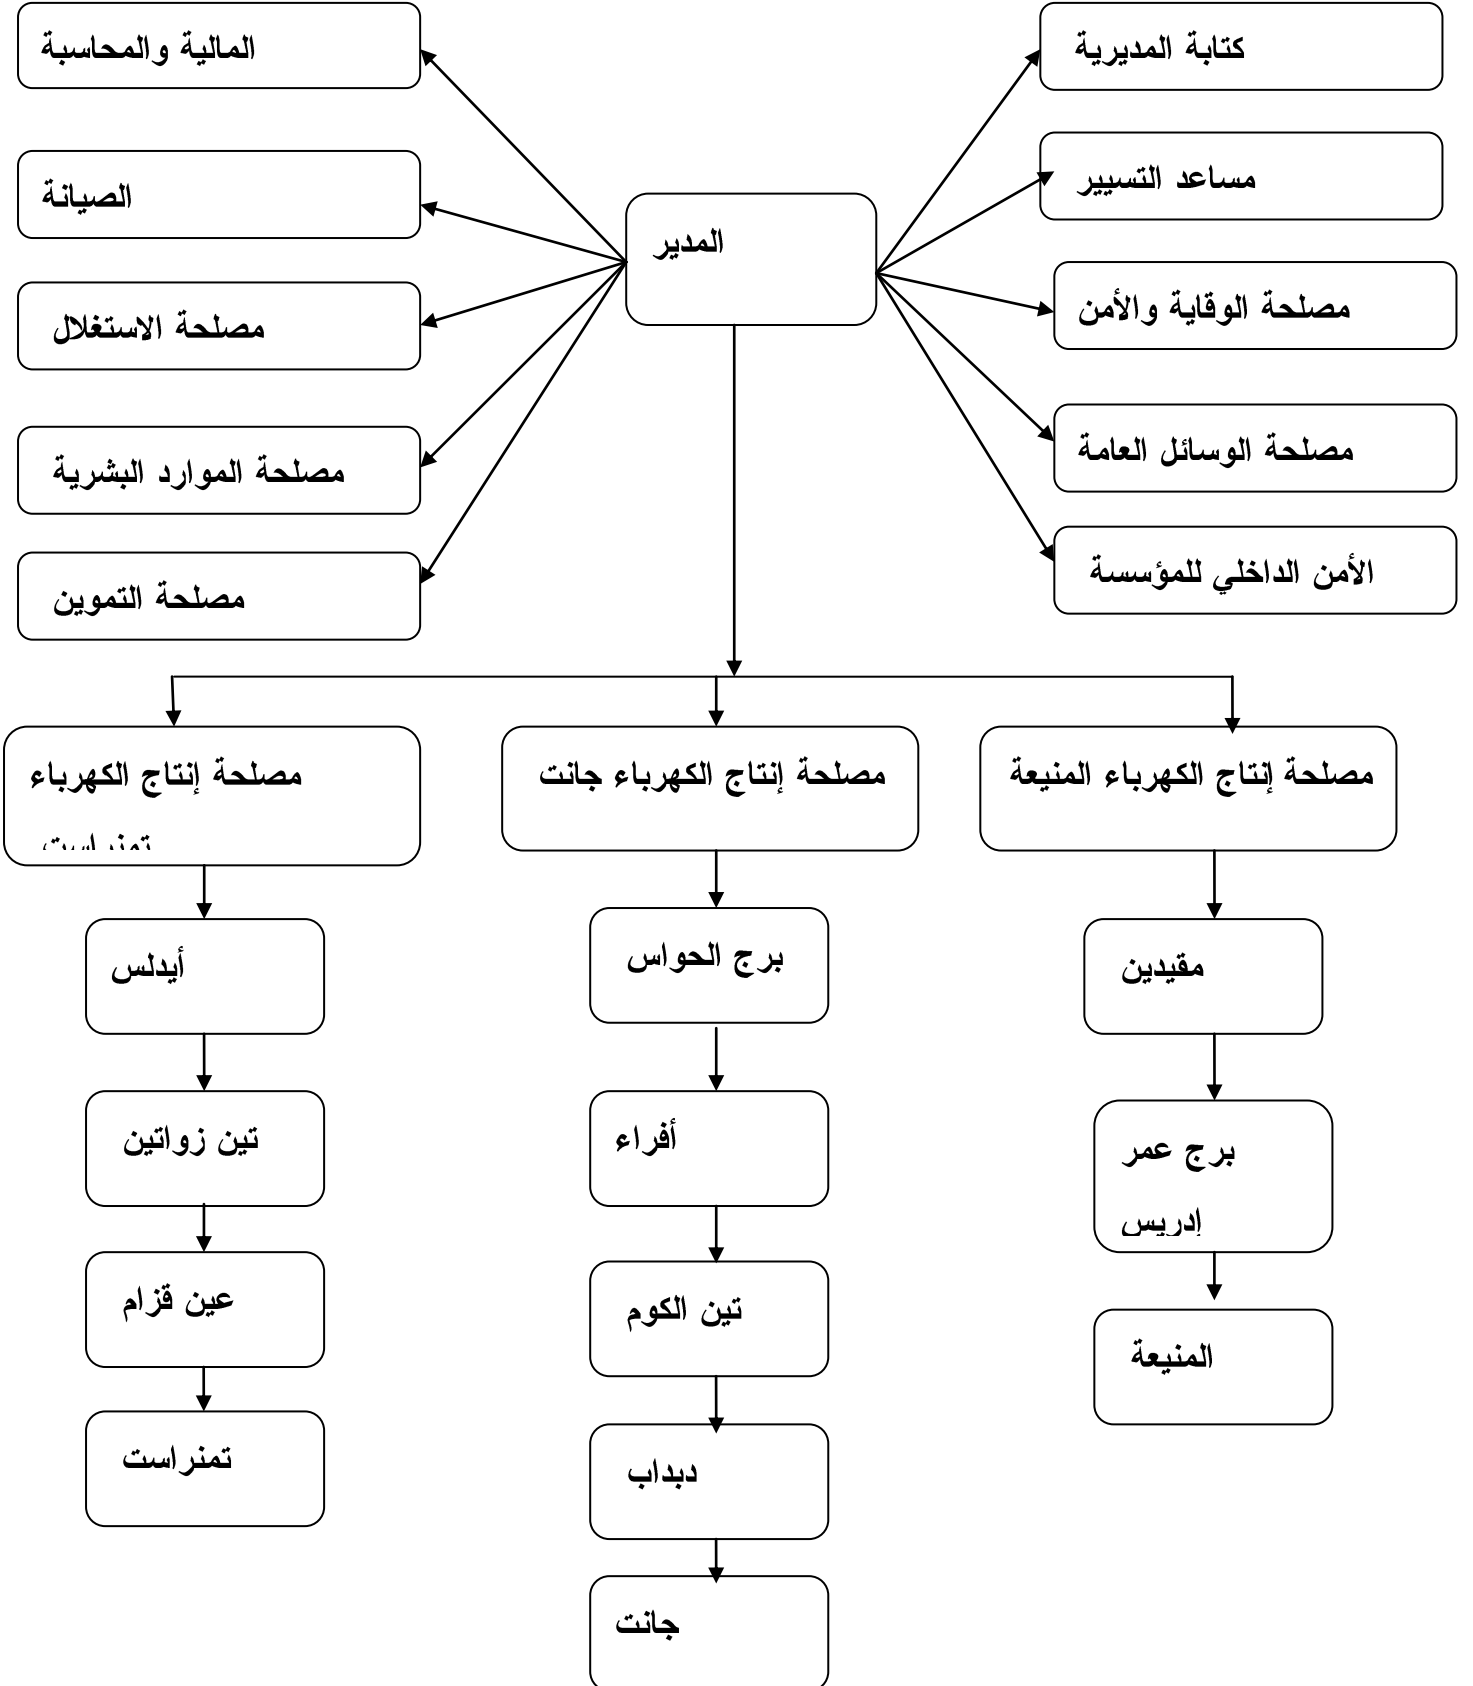 كتابة المديرية
المالية والمحاسبة
مساعد التسيير
الصيانة
المدير
مصلحة الوقاية والأمن
مصلحة الاستغلال
مصلحة الوسائل العامة
مصلحة الموارد البشرية
الأمن الداخلي للمؤسسة
مصلحة التموين
مصلحة إنتاج الكهرباء المنيعة
مصلحة إنتاج الكهرباء جانت
مصلحة إنتاج الكهرباء
تمنراست
مقيدين
برج الحواس
أيدلس
برج عمر
إدريس
أفراء
تين زواتين
المنيعة
تين الكوم
عين قزام
دبداب
تمنراست
جانت